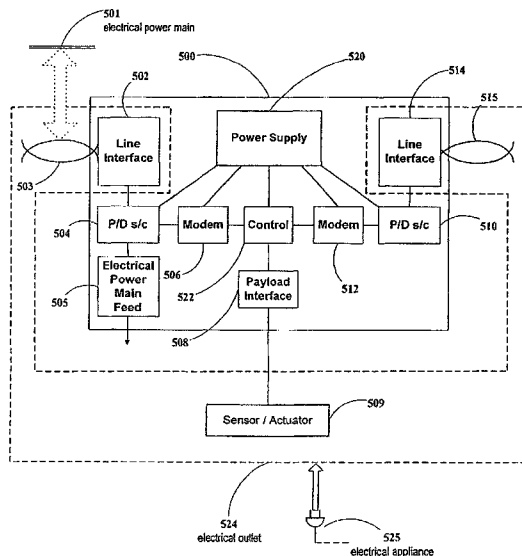 501
electrical power main
502
500
520
514
515
Line
Interface
Power Supply
Line
Interface
503
P/D s/c
Modem
Control
Modem
P/D s/c
504
506
522
512
510
Electrical
Power
Main
Feed
505
Payload
Interface
508
Sensor / Actuator
509
524
electrical outlet
525
electrical appliance